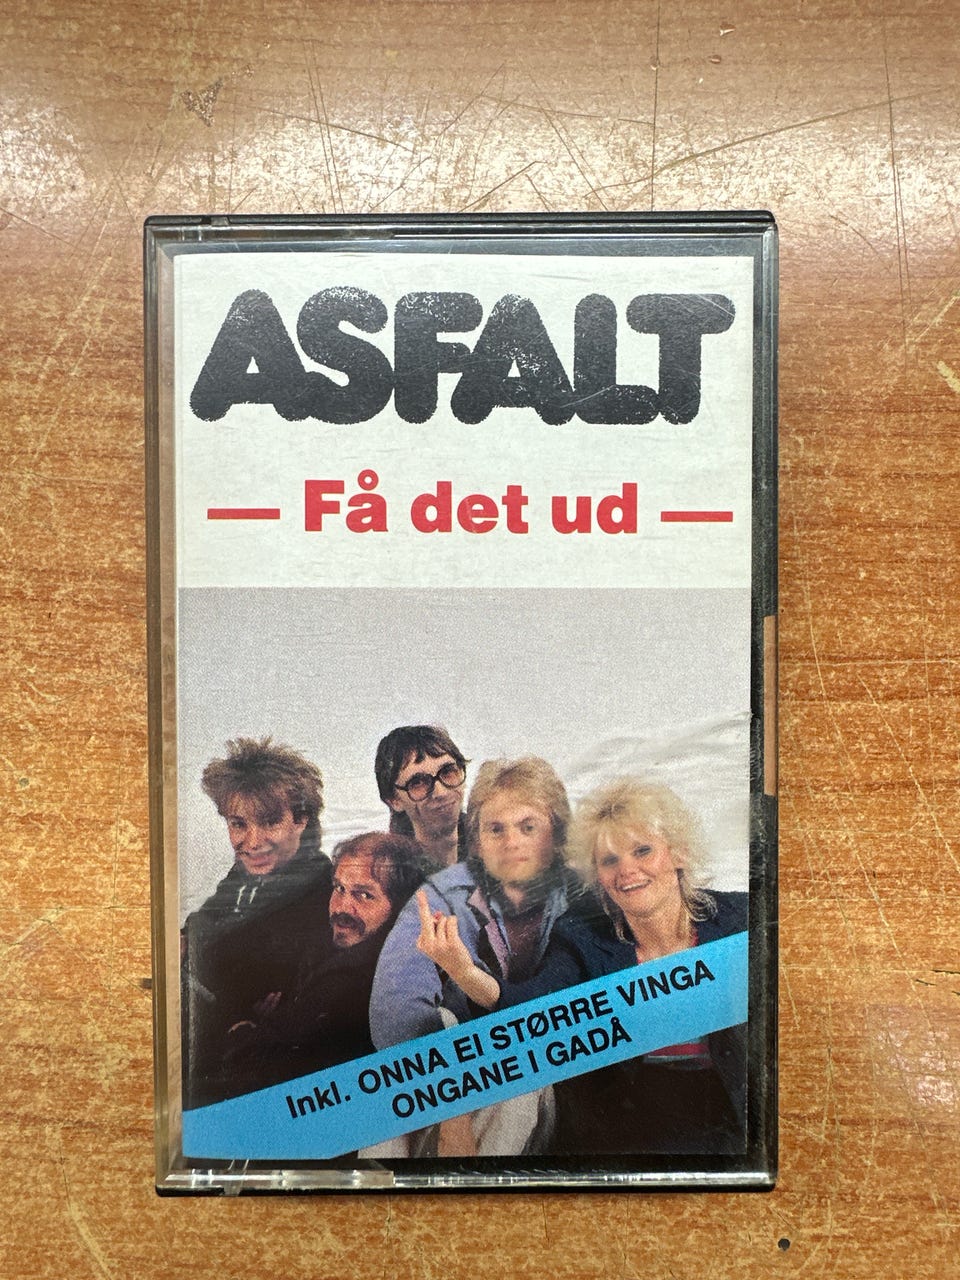 ASFALT
— Få det ud —
Inkl. ONNA EI STØRRE VINGA
ONGANE I GADÅ